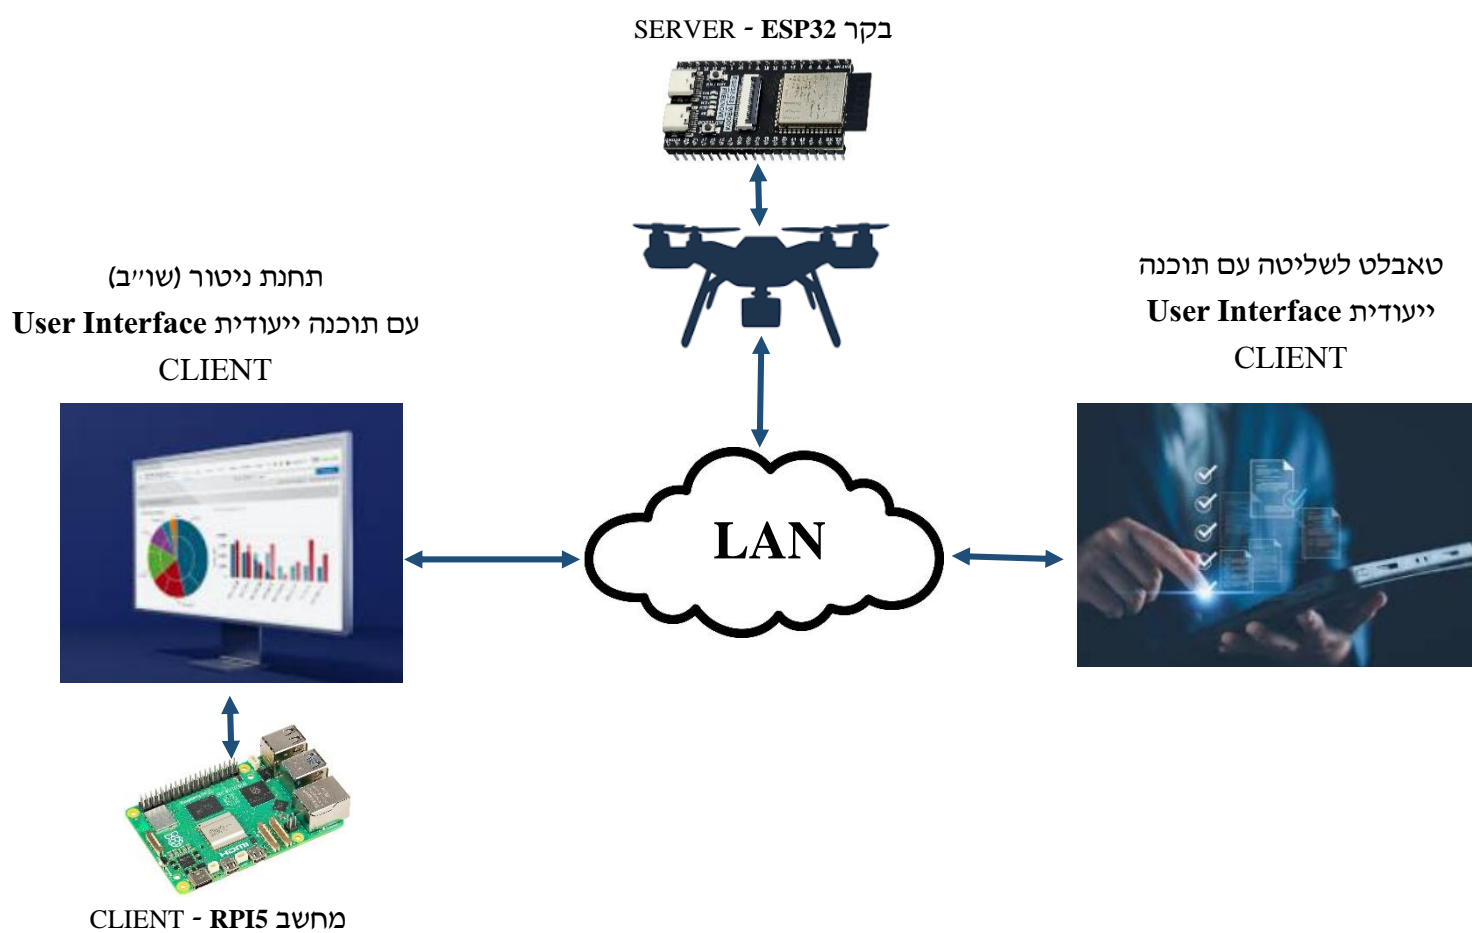 בקר ESP32 - SERVER
תחנת ניטור (שו״ב)
עם תוכנה ייעודית User Interface
CLIENT
טאבלט לשליטה עם תוכנה
ייעודית User Interface
CLIENT
LAN
מחשב RPI5 - CLIENT